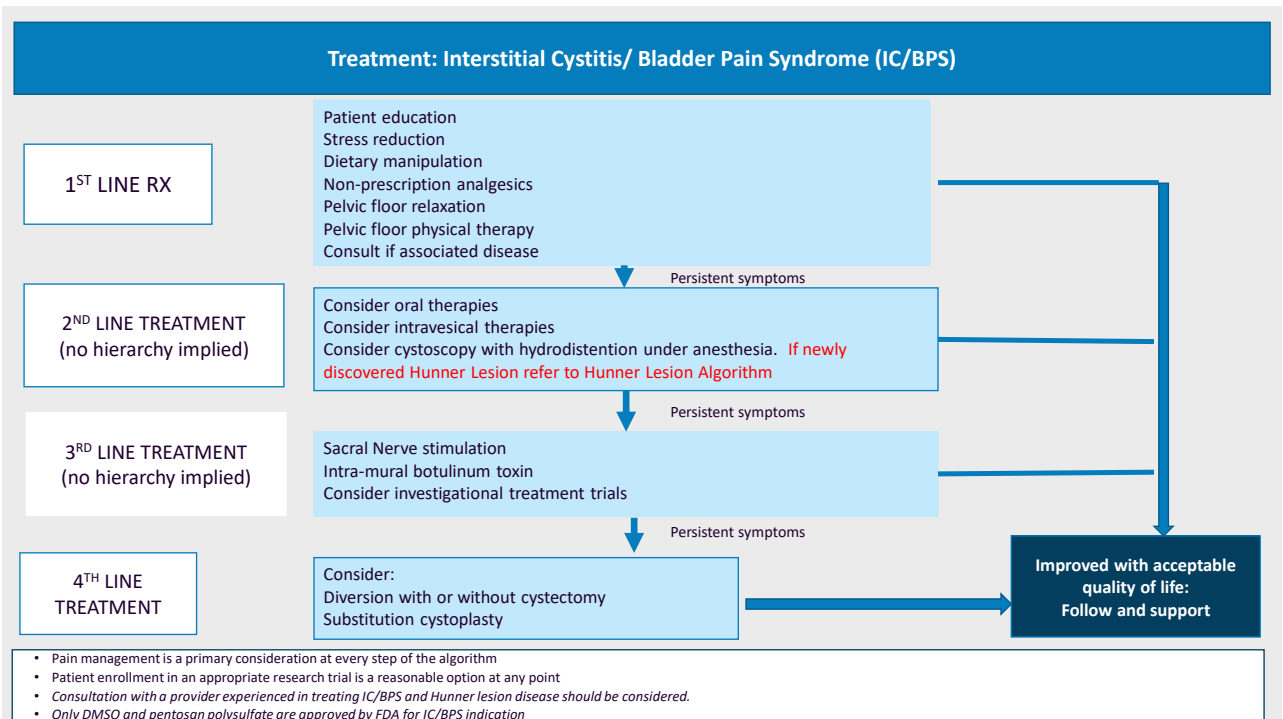 Treatment: Interstitial Cystitis/ Bladder Pain Syndrome (IC/BPS)
1ST LINE RX
Patient education
Stress reduction
Dietary manipulation
Non-prescription analgesics
Pelvic floor relaxation
Pelvic floor physical therapy
Consult if associated disease
Persistent symptoms
2ND LINE TREATMENT
(no hierarchy implied)
Consider oral therapies
Consider intravesical therapies
Consider cystoscopy with hydrodistention under anesthesia. If newly
discovered Hunner Lesion refer to Hunner Lesion Algorithm
Persistent symptoms
3RD LINE TREATMENT
(no hierarchy implied)
Sacral Nerve stimulation
Intra-mural botulinum toxin
Consider investigational treatment trials
Persistent symptoms
4TH LINE
TREATMENT
Consider:
Diversion with or without cystectomy
Substitution cystoplasty
Improved with acceptable
quality of life:
Follow and support
• Pain management is a primary consideration at every step of the algorithm
• Patient enrollment in an appropriate research trial is a reasonable option at any point
• Consultation with a provider experienced in treating IC/BPS and Hunner lesion disease should be considered.
• Only DMSO and pentosan polysulfate are approved by FDA for IC/BPS indication